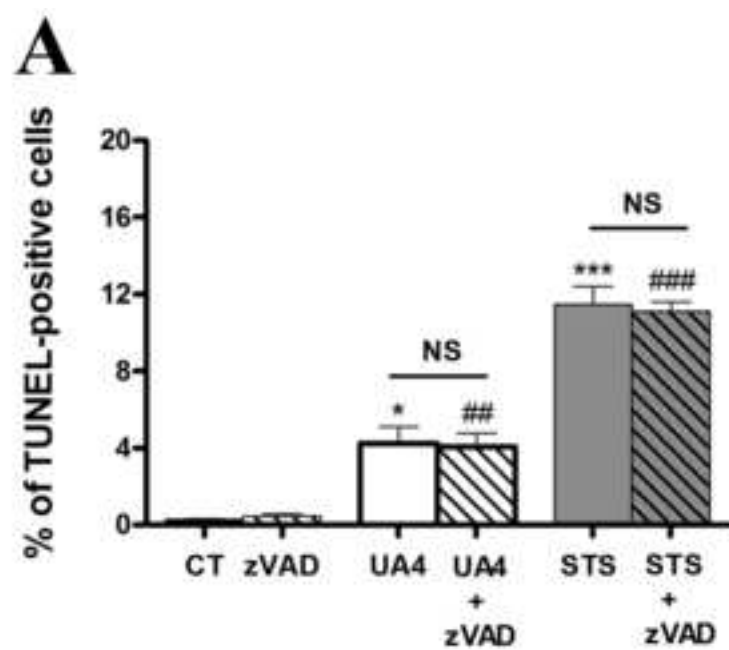 A
% of TUNEL-positive cells
20
16
12
8
4
0
NS
***
###
NS
*
##
CT zVAD UA4 UA4 + zVAD STS STS + zVAD